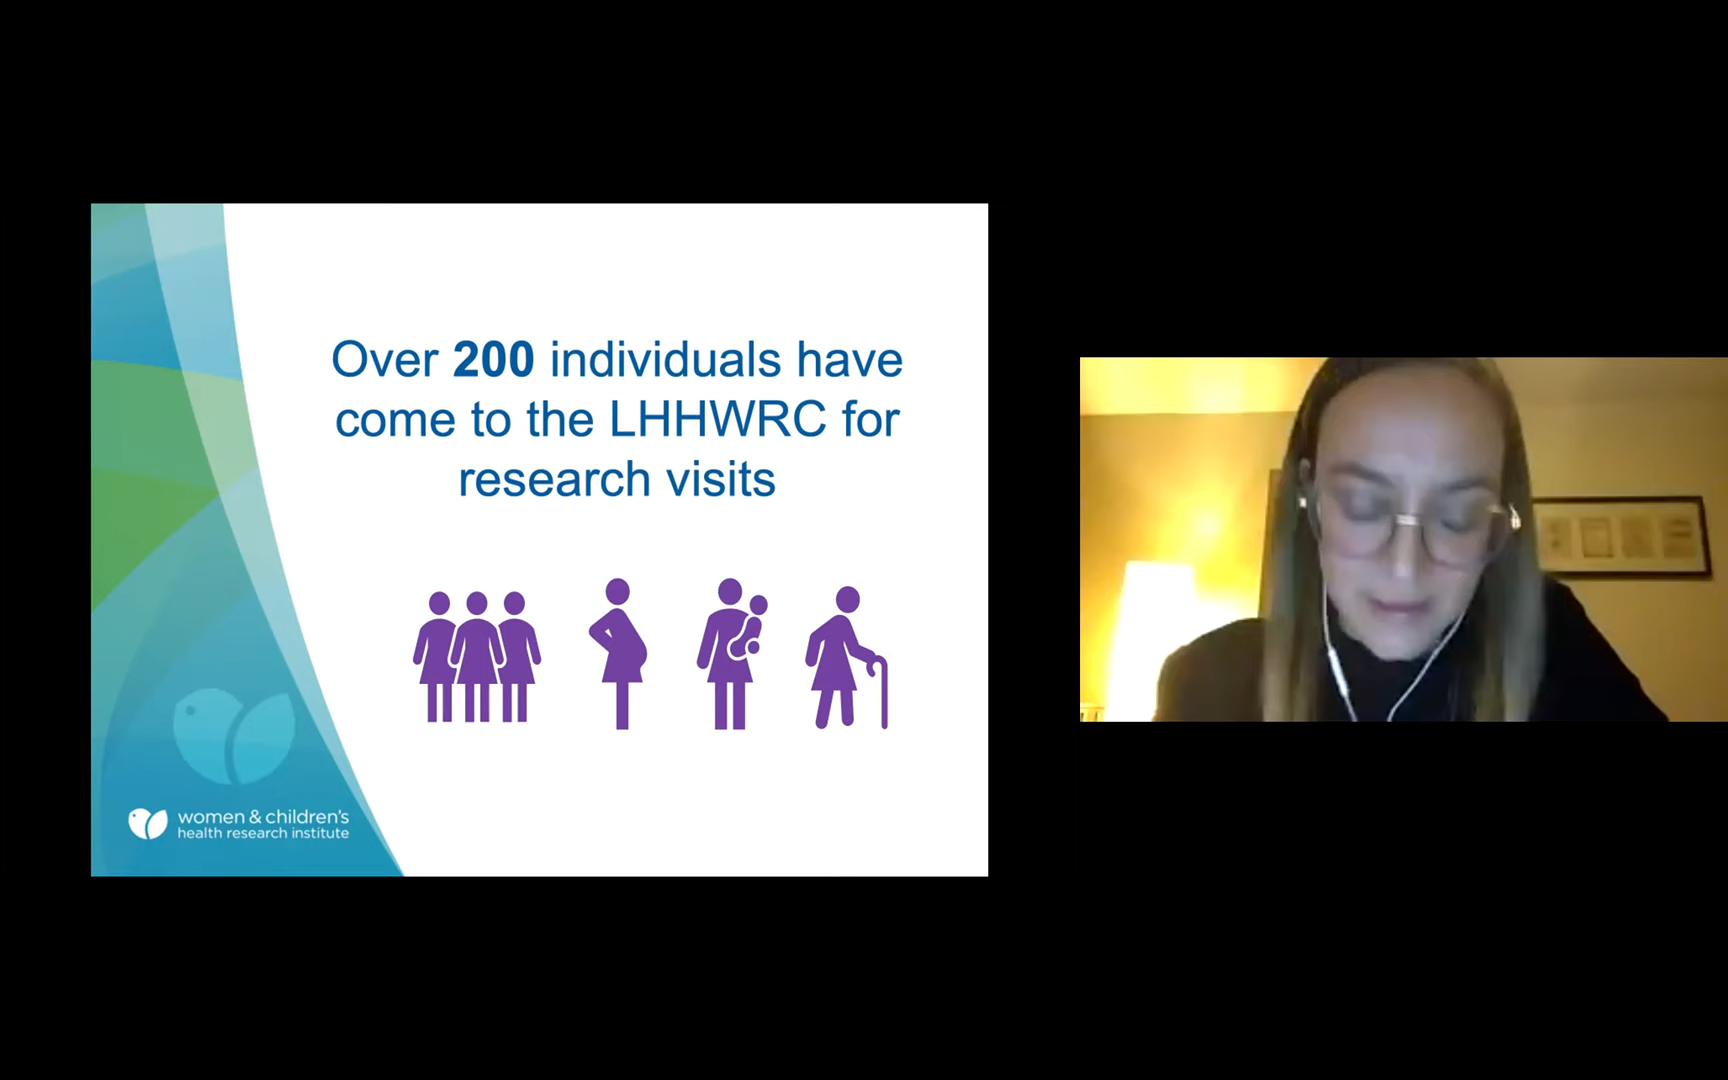 Over 200 individuals have
come to the LHHWRC for
research visits
women & children's
health research institute